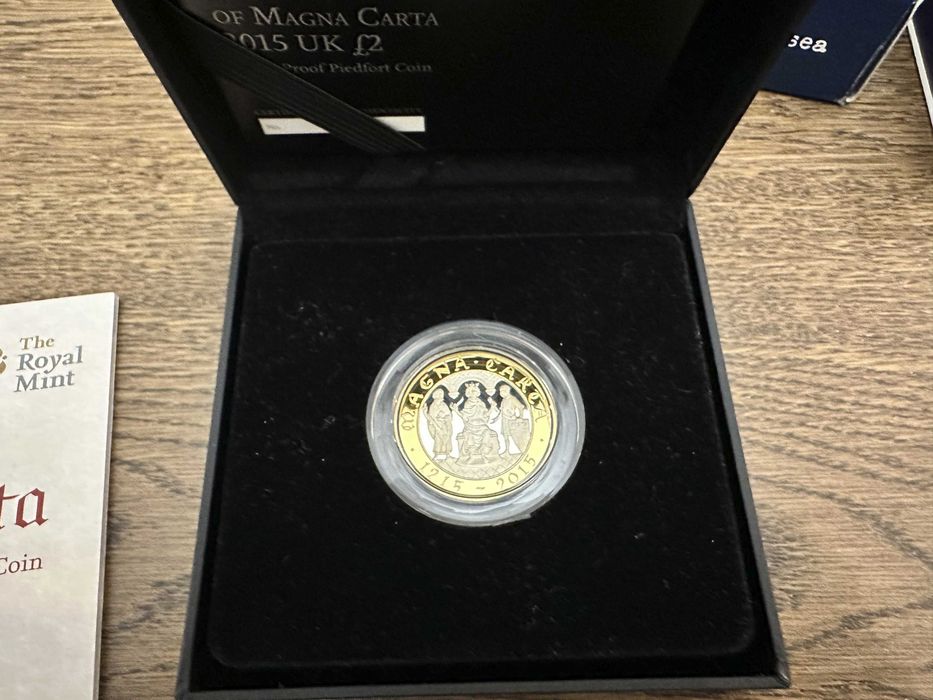 OF MAGNA CARTA
2015 UK £2
Proof Piedfort Coin
sea
The
Royal
Mint
ta
Coin
MAGNA · CARTA
· 1215 – 2015 ·